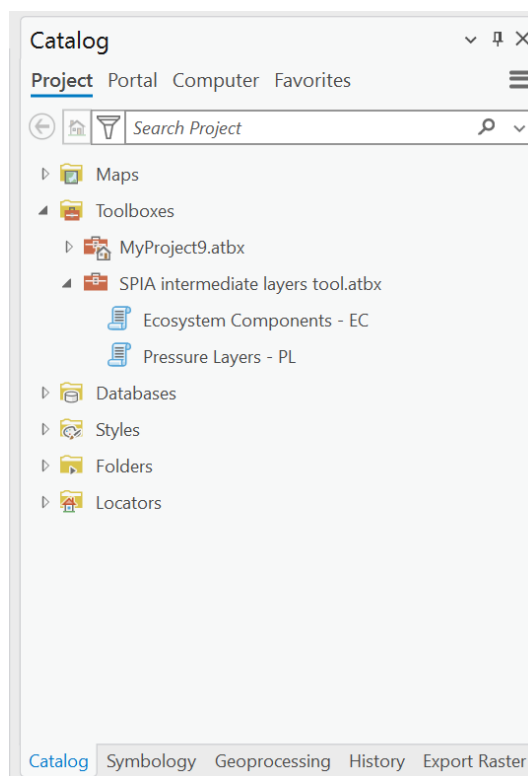 Catalog
Project Portal Computer Favorites
Search Project
Maps
Toolboxes
MyProject9.atbx
SPIA intermediate layers tool.atbx
Ecosystem Components - EC
Pressure Layers - PL
Databases
Styles
Folders
Locators
Catalog Symbology Geoprocessing History Export Raster